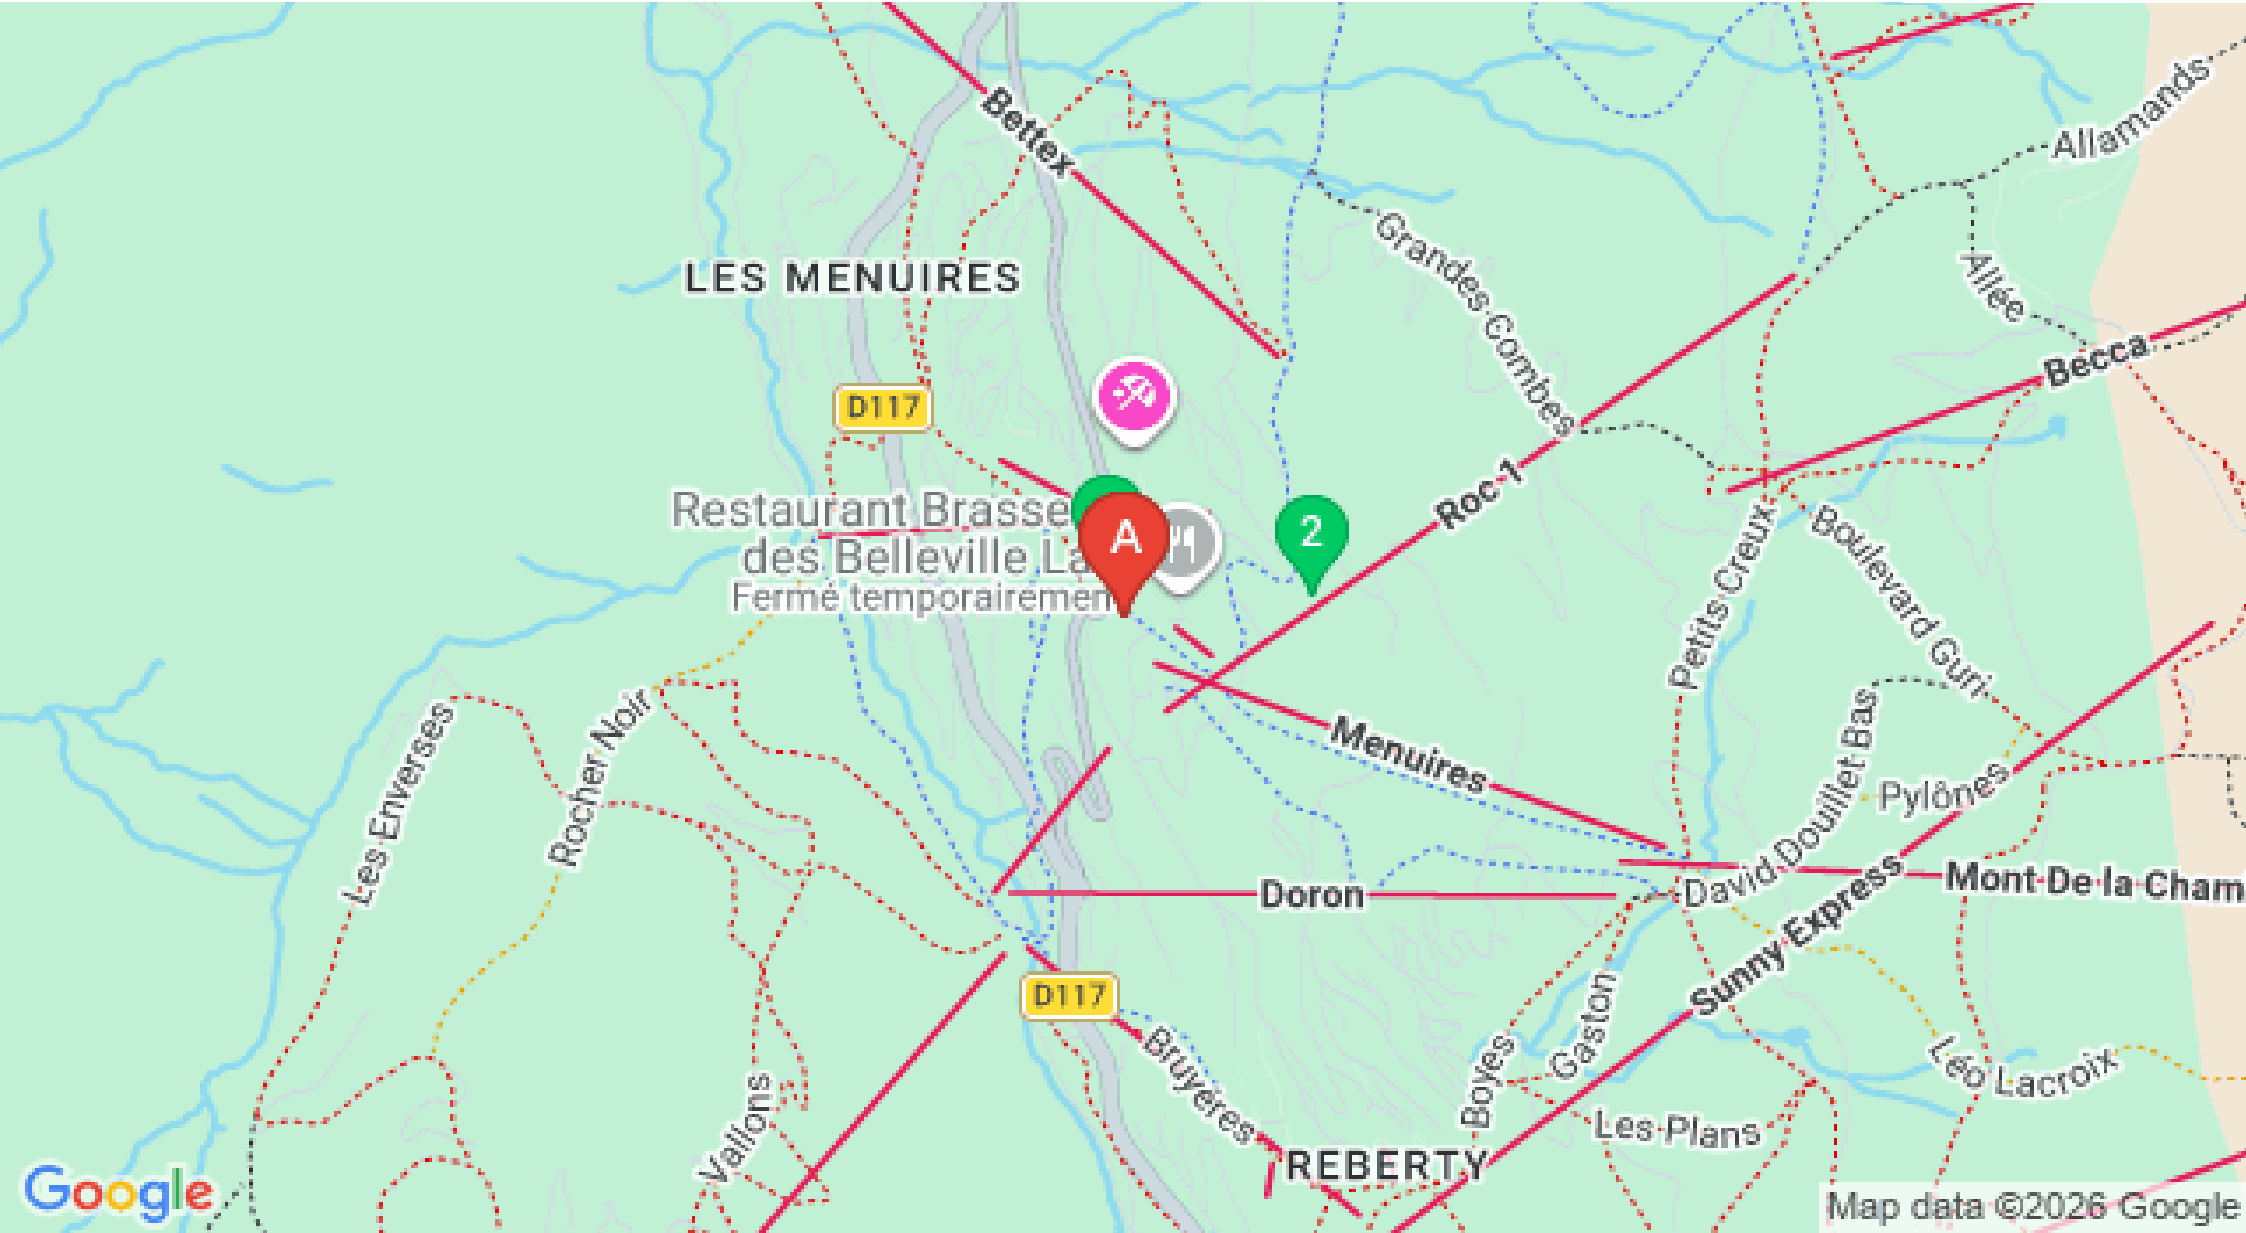 Bettex
Allamands
Grandes Combes
Allée
LES MENUIRES
Becca
D117
Roc 1
Restaurant Brasse
des Belleville La
Fermé temporairemen
A
2
Petits Creux
Boulevard Guri
Les Enverses
Rocher Noir
Menuires
David Douillet Bas
Pylônes
Doron
Mont De la Cham
Sunny Express
D117
Bruyéres
Gaston
Boyes
Léo Lacroix
Les Plans
Vallons
REBERTY
Google
Map data ©2026 Google